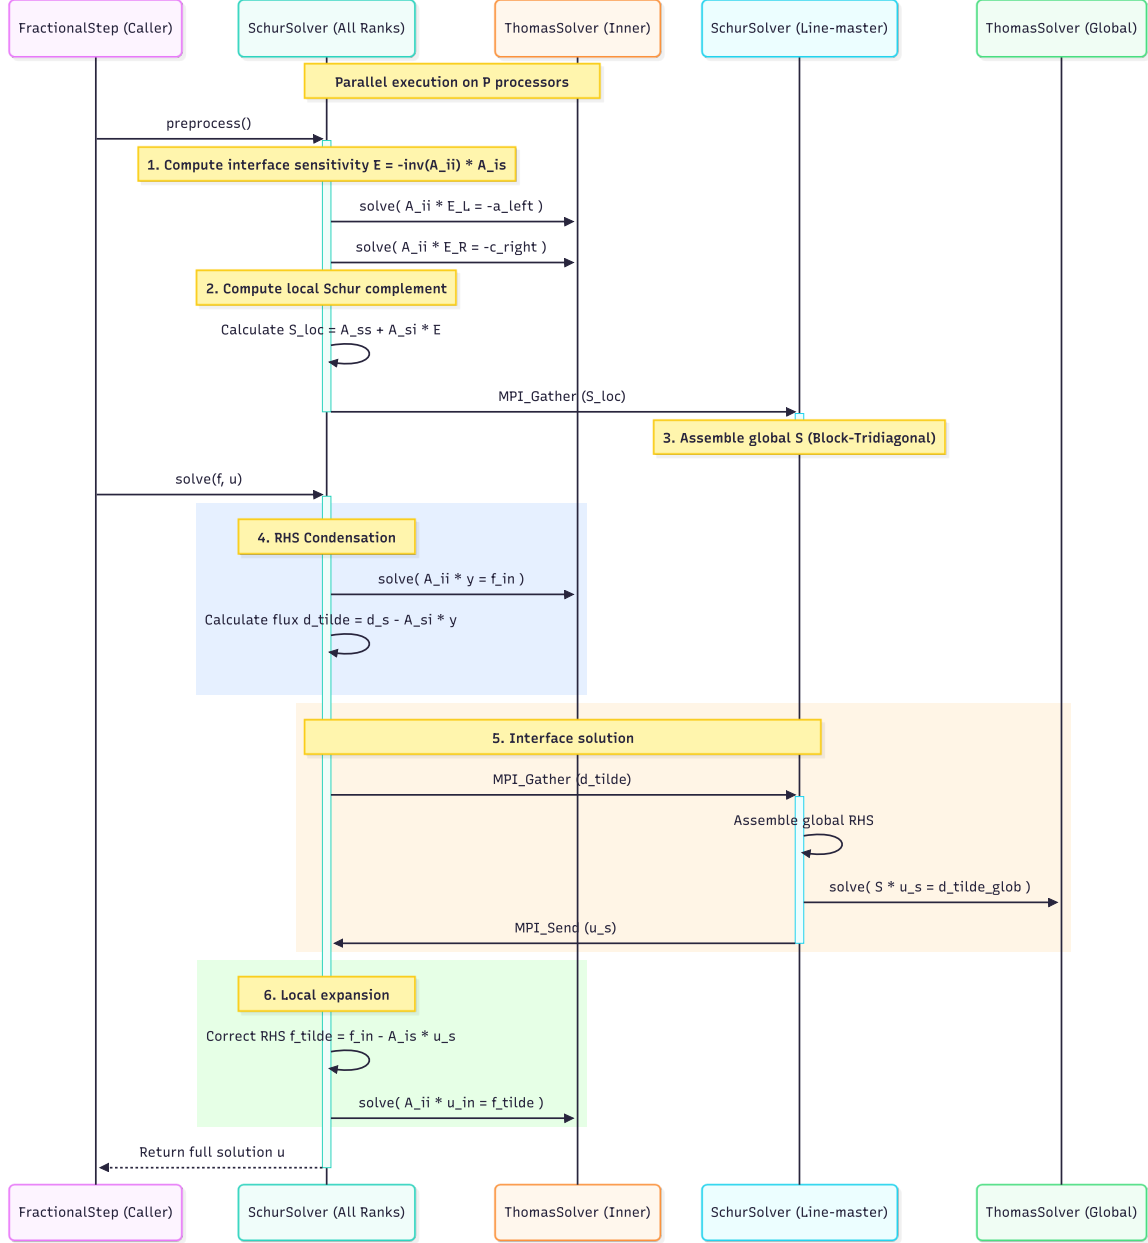 FractionalStep (Caller)
SchurSolver (All Ranks)
ThomasSolver (Inner)
SchurSolver (Line-master)
ThomasSolver (Global)
Parallel execution on P processors
preprocess()
1. Compute interface sensitivity E = -inv(A_ii) * A_is
solve( A_ii * E_L = -a_left )
solve( A_ii * E_R = -c_right )
2. Compute local Schur complement
Calculate S_loc = A_ss + A_si * E
MPI_Gather (S_loc)
3. Assemble global S (Block-Tridiagonal)
solve(f, u)
4. RHS Condensation
solve( A_ii * y = f_in )
Calculate flux d_tilde = d_s - A_si * y
5. Interface solution
MPI_Gather (d_tilde)
Assemble global RHS
solve( S * u_s = d_tilde_glob )
MPI_Send (u_s)
6. Local expansion
Correct RHS f_tilde = f_in - A_is * u_s
solve( A_ii * u_in = f_tilde )
Return full solution u
FractionalStep (Caller)
SchurSolver (All Ranks)
ThomasSolver (Inner)
SchurSolver (Line-master)
ThomasSolver (Global)